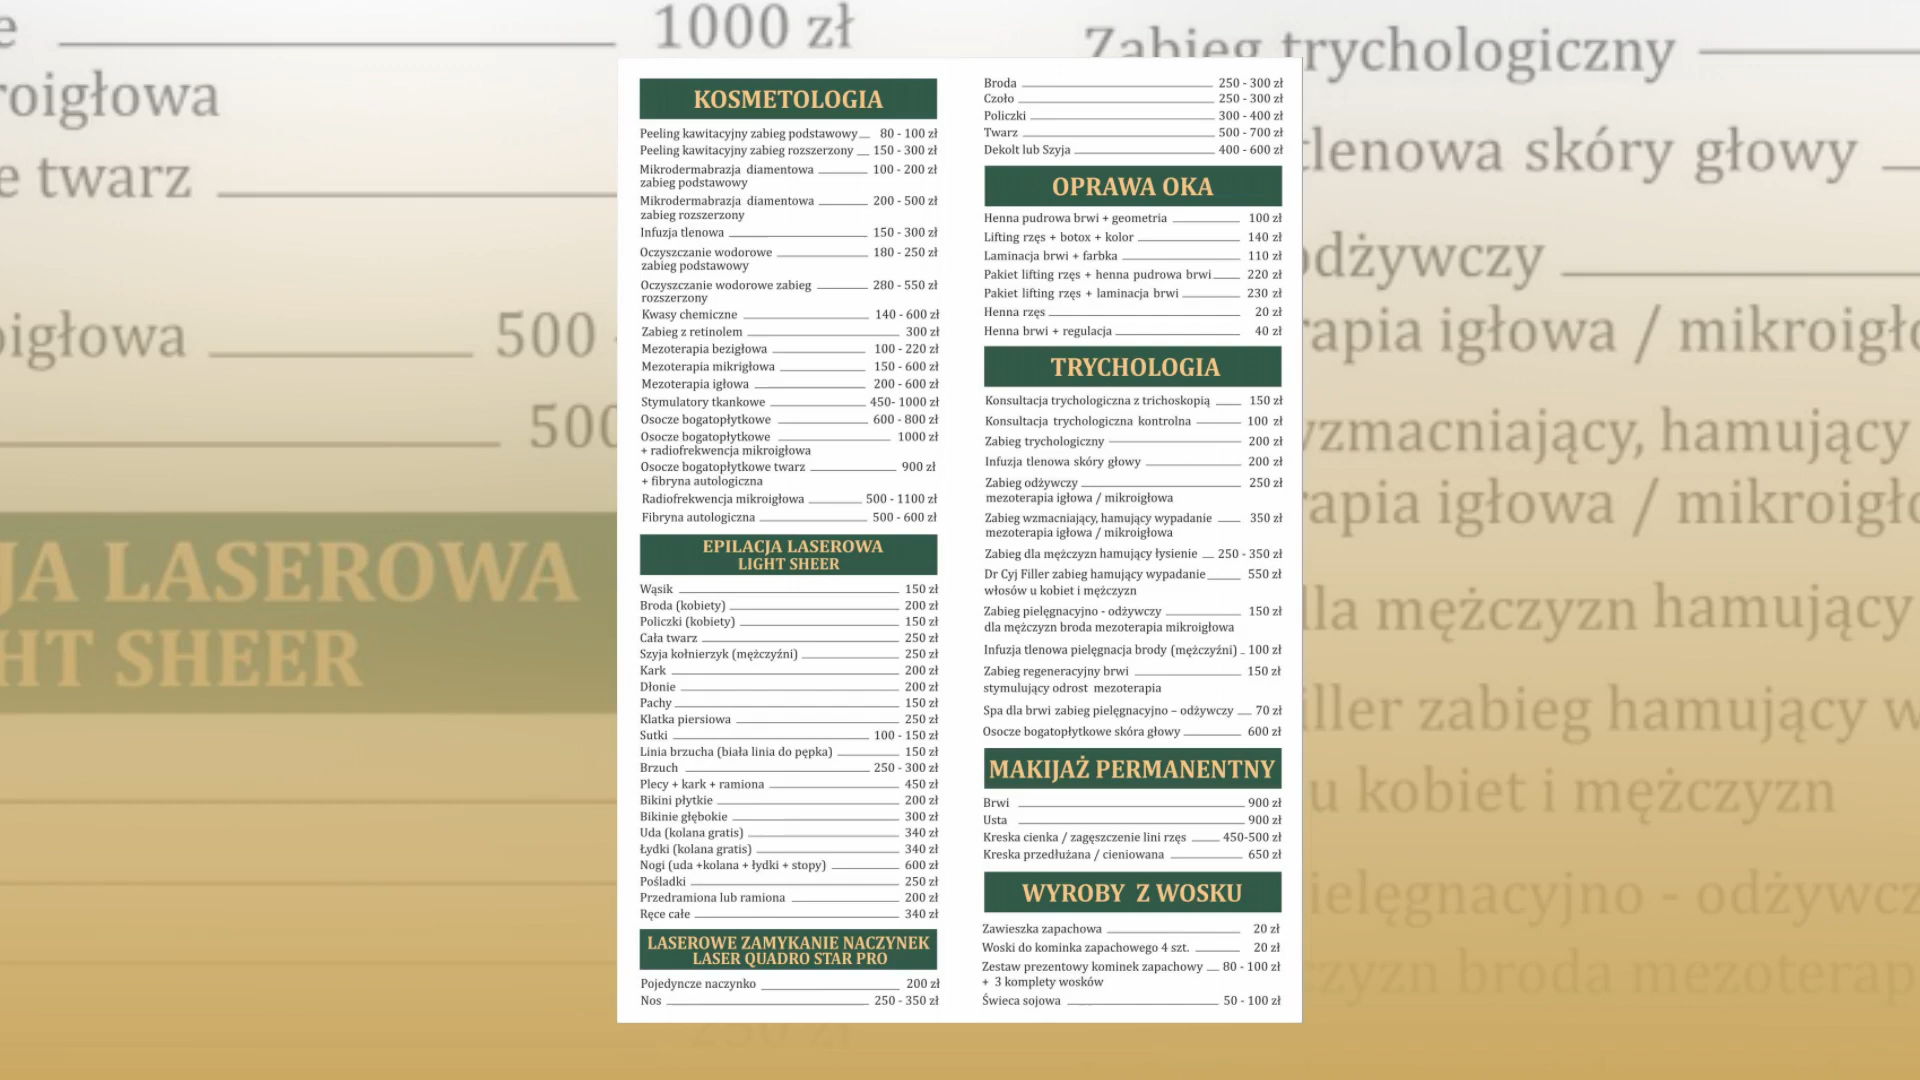 KOSMETOLOGIA
Peeling kawitacyjny zabieg podstawowy 80 - 100 zł
Peeling kawitacyjny zabieg rozszerzony 150 - 300 zł
Mikrodermabrazja diamentowa 100 - 200 zł
zabieg podstawowy
Mikrodermabrazja diamentowa 200 - 500 zł
zabieg rozszerzony
Infuzja tlenowa 150 - 300 zł
Oczyszczanie wodorowe 180 - 250 zł
zabieg podstawowy
Oczyszczanie wodorowe zabieg 280 - 550 zł
rozszerzony
Kwasy chemiczne 140 - 600 zł
Zabieg z retinolem 300 zł
Mezoterapia bezigłowa 100 - 220 zł
Mezoterapia mikrigłowa 150 - 600 zł
Mezoterapia igłowa 200 - 600 zł
Stymulatory tkankowe 450- 1000 zł
Osocze bogatopłytkowe 600 - 800 zł
Osocze bogatopłytkowe 1000 zł
+ radiofrekwencja mikroigłowa
Osocze bogatopłytkowe twarz 900 zł
+ fibryna autologiczna
Radiofrekwencja mikroigłowa 500 - 1100 zł
Fibryna autologiczna 500 - 600 zł
EPILACJA LASEROWA
LIGHT SHEER
Wąsik 150 zł
Broda (kobiety) 200 zł
Policzki (kobiety) 150 zł
Cała twarz 250 zł
Szyja kołnierzyk (mężczyźni) 250 zł
Kark 200 zł
Dłonie 200 zł
Pachy 150 zł
Klatka piersiowa 250 zł
Sutki 100 - 150 zł
Linia brzucha (biała linia do pępka) 150 zł
Brzuch 250 - 300 zł
Plecy + kark + ramiona 450 zł
Bikini płytkie 200 zł
Bikinie głębokie 300 zł
Uda (kolana gratis) 340 zł
Łydki (kolana gratis) 340 zł
Nogi (uda +kolana + łydki + stopy) 600 zł
Pośladki 250 zł
Przedramiona lub ramiona 200 zł
Ręce całe 340 zł
LASEROWE ZAMYKANIE NACZYNEK
LASER QUADRO STAR PRO
Pojedyncze naczynko 200 zł
Nos 250 - 350 zł
Broda 250 - 300 zł
Czoło 250 - 300 zł
Policzki 300 - 400 zł
Twarz 500 - 700 zł
Dekolt lub Szyja 400 - 600 zł
OPRAWA OKA
Henna pudrowa brwi + geometria 100 zł
Lifting rzęs + botox + kolor 140 zł
Laminacja brwi + farbka 110 zł
Pakiet lifting rzęs + henna pudrowa brwi 220 zł
Pakiet lifting rzęs + laminacja brwi 230 zł
Henna rzęs 20 zł
Henna brwi + regulacja 40 zł
TRYCHOLOGIA
Konsultacja trychologiczna z trichoskopią 150 zł
Konsultacja trychologiczna kontrolna 100 zł
Zabieg trychologiczny 200 zł
Infuzja tlenowa skóry głowy 200 zł
Zabieg odżywczy 250 zł
mezoterapia igłowa / mikroigłowa
Zabieg wzmacniający, hamujący wypadanie 350 zł
mezoterapia igłowa / mikroigłowa
Zabieg dla mężczyzn hamujący łysienie 250 - 350 zł
Dr Cyj Filler zabieg hamujący wypadanie 550 zł
włosów u kobiet i mężczyzn
Zabieg pielęgnacyjno - odżywczy 150 zł
dla mężczyzn broda mezoterapia mikroigłowa
Infuzja tlenowa pielęgnacja brody (mężczyźni) 100 zł
Zabieg regeneracyjny brwi 150 zł
stymulujący odrost mezoterapia
Spa dla brwi zabieg pielęgnacyjno – odżywczy 70 zł
Osocze bogatopłytkowe skóra głowy 600 zł
MAKIJAŻ PERMANENTNY
Brwi 900 zł
Usta 900 zł
Kreska cienka / zagęszczenie lini rzęs 450-500 zł
Kreska przedłużana / cieniowana 650 zł
WYROBY Z WOSKU
Zawieszka zapachowa 20 zł
Woski do kominka zapachowego 4 szt. 20 zł
Zestaw prezentowy kominek zapachowy 80 - 100 zł
+ 3 komplety wosków
Świeca sojowa 50 - 100 zł